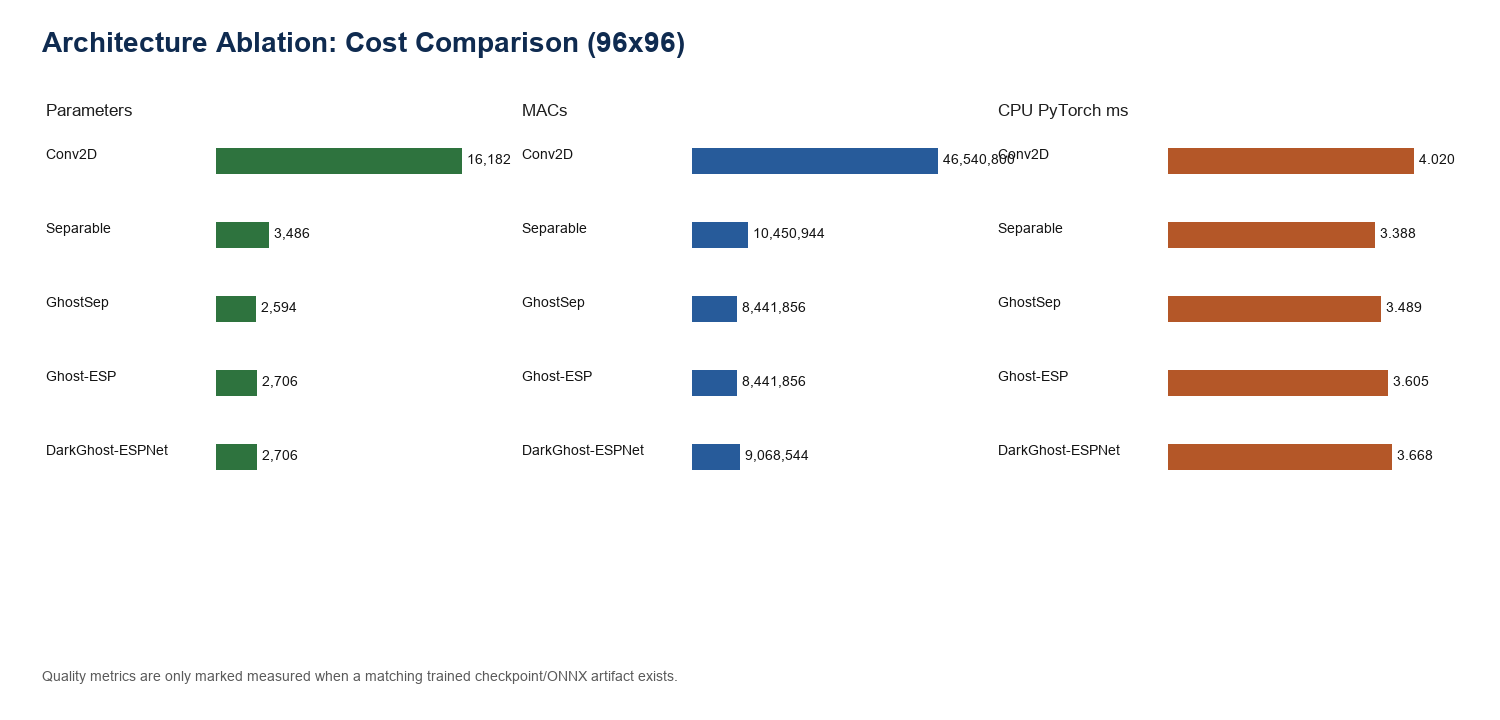 Architecture Ablation: Cost Comparison (96x96)
Parameters
Conv2D 16,182
Separable 3,486
GhostSep 2,594
Ghost-ESP 2,706
DarkGhost-ESPNet 2,706
MACs
Conv2D 46,540,800
Separable 10,450,944
GhostSep 8,441,856
Ghost-ESP 8,441,856
DarkGhost-ESPNet 9,068,544
CPU PyTorch ms
Conv2D 4.020
Separable 3.388
GhostSep 3.489
Ghost-ESP 3.605
DarkGhost-ESPNet 3.668
Quality metrics are only marked measured when a matching trained checkpoint/ONNX artifact exists.